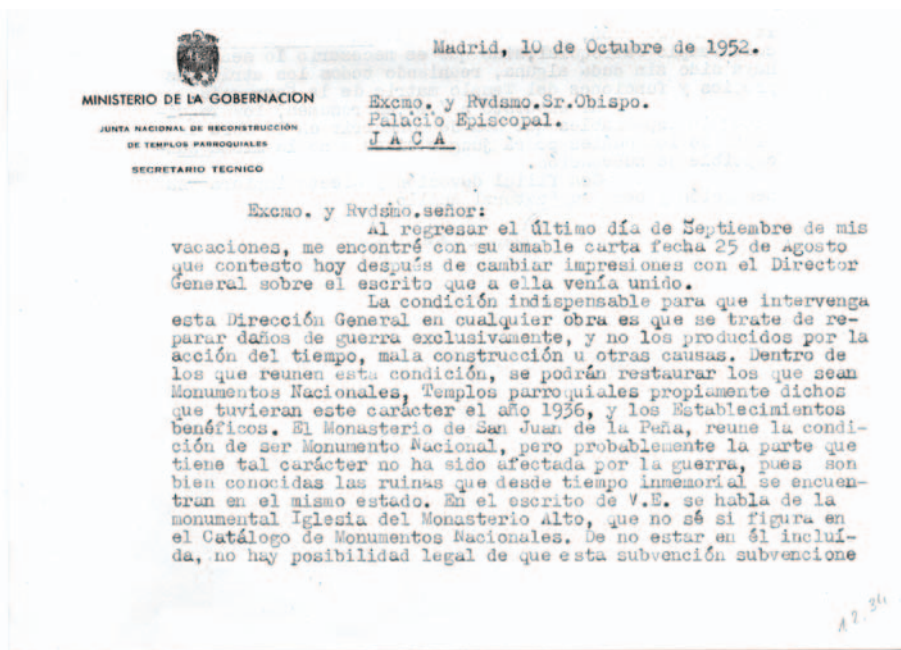 Madrid, 10 de Octubre de 1952.
MINISTERIO DE LA GOBERNACION
JUNTA NACIONAL DE RECONSTRUCCIÓN
DE TEMPLOS PARROQUIALES
SECRETARIO TECNICO
Excmo. y Rvdsmo.Sr.Obispo.
Palacio Episcopal.
J A C A
Excmo. y Rvdsmo.señor:
Al regresar el último día de Septiembre de mis
vacaciones, me encontré con su amable carta fecha 25 de Agosto
que contesto hoy después de cambiar impresiones con el Director
General sobre el escrito que a ella venía unido.
La condición indispensable para que intervenga
esta Dirección General en cualquier obra es que se trate de re-
parar daños de guerra exclusivamente, y no los producidos por la
acción del tiempo, mala construcción u otras causas. Dentro de
los que reunen esta condición, se podrán restaurar los que sean
Monumentos Nacionales, Templos parroquiales propiamente dichos
que tuvieran este carácter el año 1936, y los Establecimientos
benéficos. El Monasterio de San Juan de la Peña, reune la condi-
ción de ser Monumento Nacional, pero probablemente la parte que
tiene tal carácter no ha sido afectada por la guerra, pues son
bien conocidas las ruinas que desde tiempo inmemorial se encuen-
tran en el mismo estado. En el escrito de V.E. se habla de la
monumental Iglesia del Monasterio Alto, que no sé si figura en
el Catálogo de Monumentos Nacionales. De no estar en él incluí-
da, no hay posibilidad legal de que esta subvención subvencione
12.34